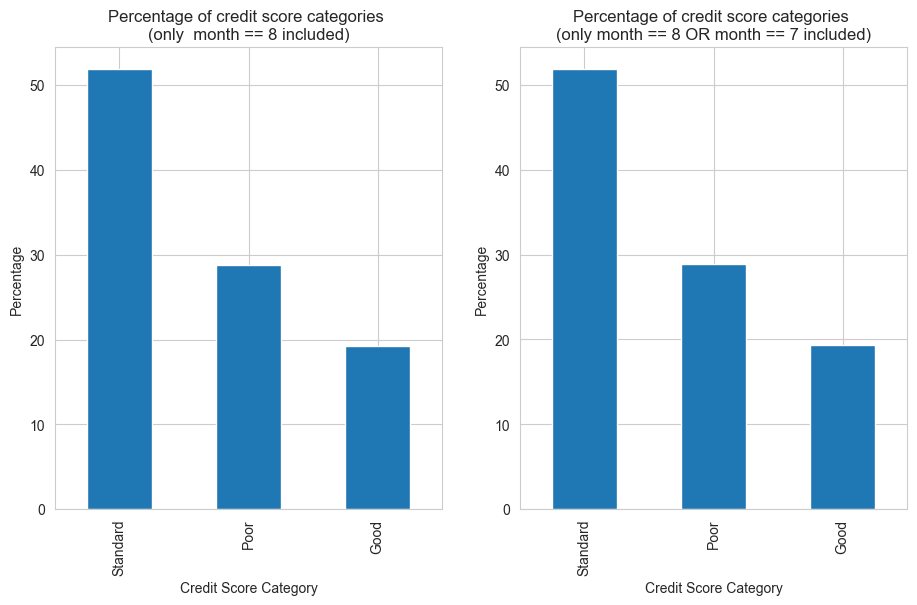 Percentage of credit score categories
(only  month == 8 included)
Percentage
50
40
30
20
10
0
Standard
Poor
Good
Credit Score Category
Percentage of credit score categories
(only month == 8 OR month == 7 included)
Percentage
50
40
30
20
10
0
Standard
Poor
Good
Credit Score Category